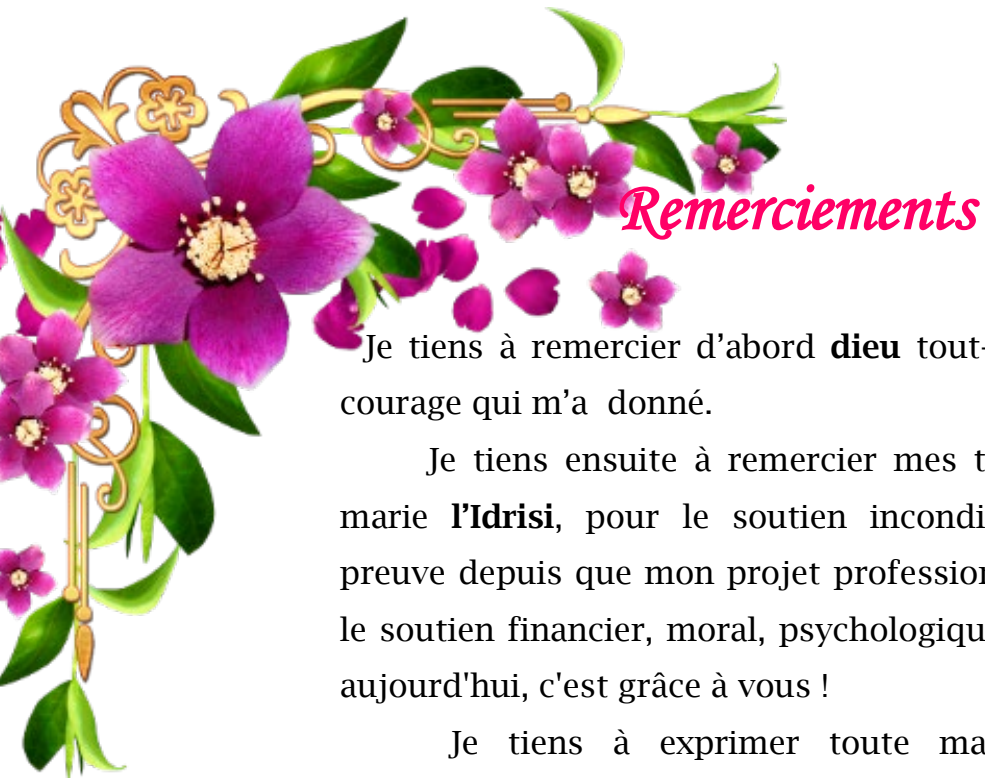 Remerciements
Je tiens à remercier d’abord dieu tout-
courage qui m’a donné.
Je tiens ensuite à remercier mes t
marie l’Idrisi, pour le soutien incondi
preuve depuis que mon projet profession
le soutien financier, moral, psychologiqu
aujourd'hui, c'est grâce à vous !
Je tiens à exprimer toute ma